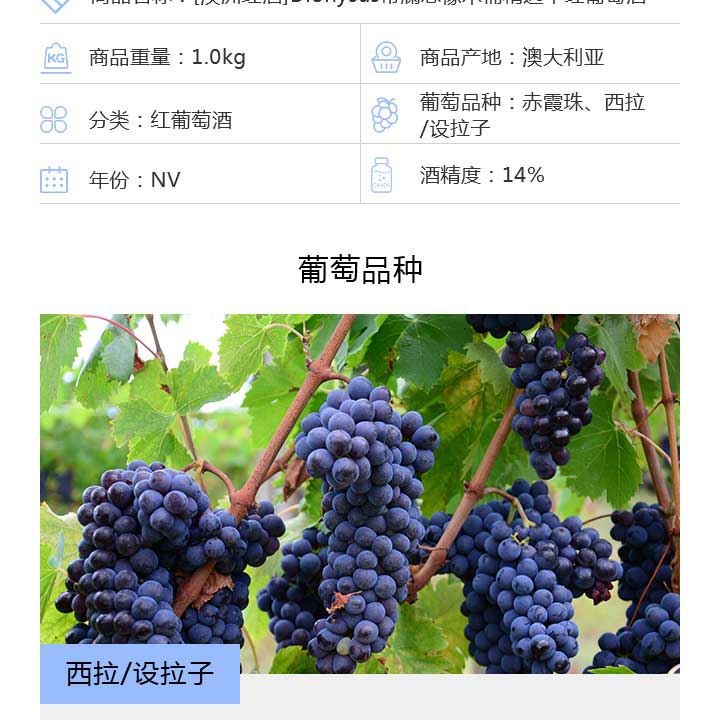 商品重量：1.0kg
商品产地：澳大利亚
分类：红葡萄酒
葡萄品种：赤霞珠、西拉
/设拉子
年份：NV
酒精度：14%
葡萄品种
西拉/设拉子